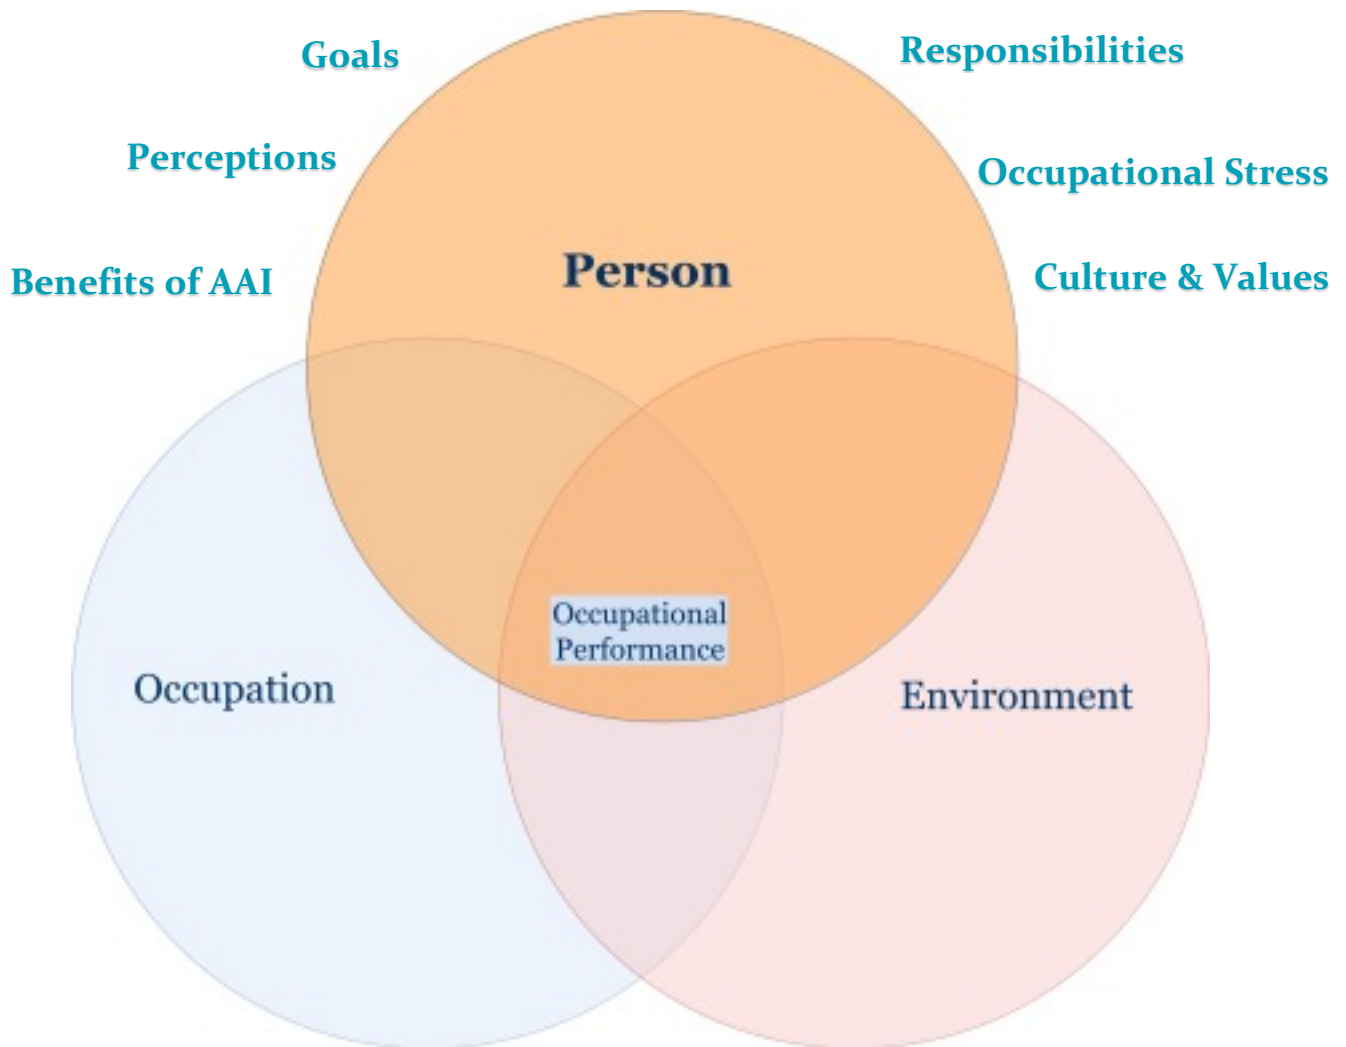 Goals
Responsibilities
Perceptions
Occupational Stress
Benefits of AAI
Person
Culture & Values
Occupational
Performance
Occupation
Environment